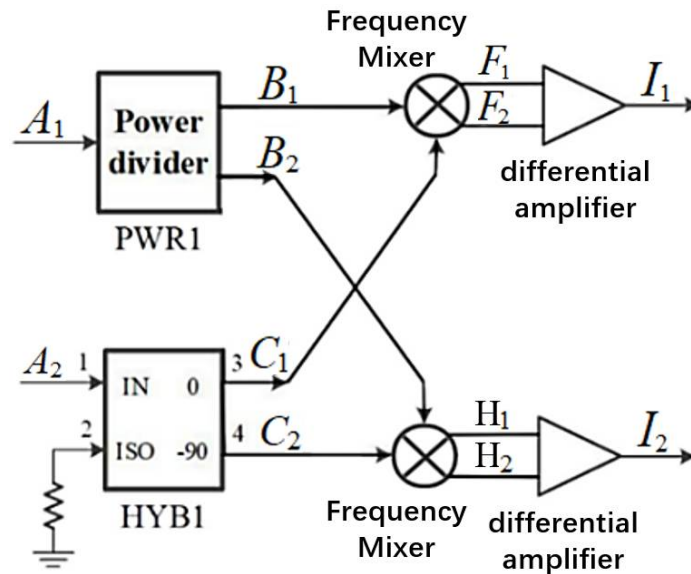 Frequency
Mixer
A1
Power
divider
PWR1
B1
B2
F1
F2
I1
differential
amplifier
A2
1
2
IN 0
ISO -90
HYB1
3
4
C1
C2
H1
H2
I2
Frequency
Mixer
differential
amplifier